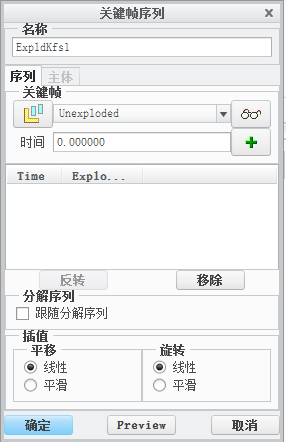 关键帧序列
名称
ExpldKfs1
序列 主体
关键帧
Unexploded
时间 0.000000
Time Explo...
反转 移除
分解序列
跟随分解序列
插值
平移 旋转
线性 线性
平滑 平滑
确定 Preview 取消